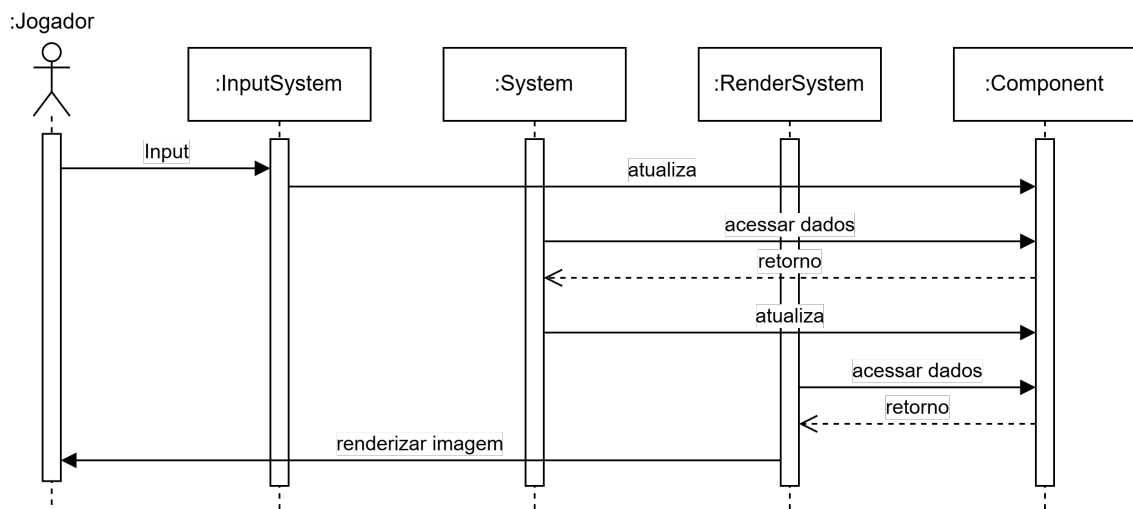 :Jogador
:InputSystem
:System
:RenderSystem
:Component
Input
atualiza
acessar dados
retorno
atualiza
acessar dados
retorno
renderizar imagem